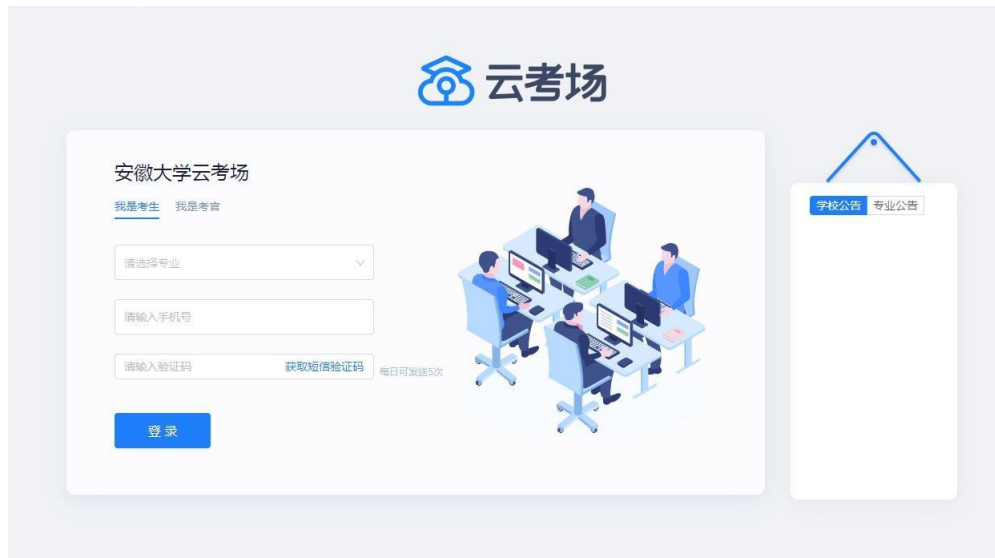 云考场
安徽大学云考场
我是考生 我是考官
请选择专业
请输入手机号
请输入验证码 获取短信验证码 每日可发送5次
登录
学校公告 专业公告